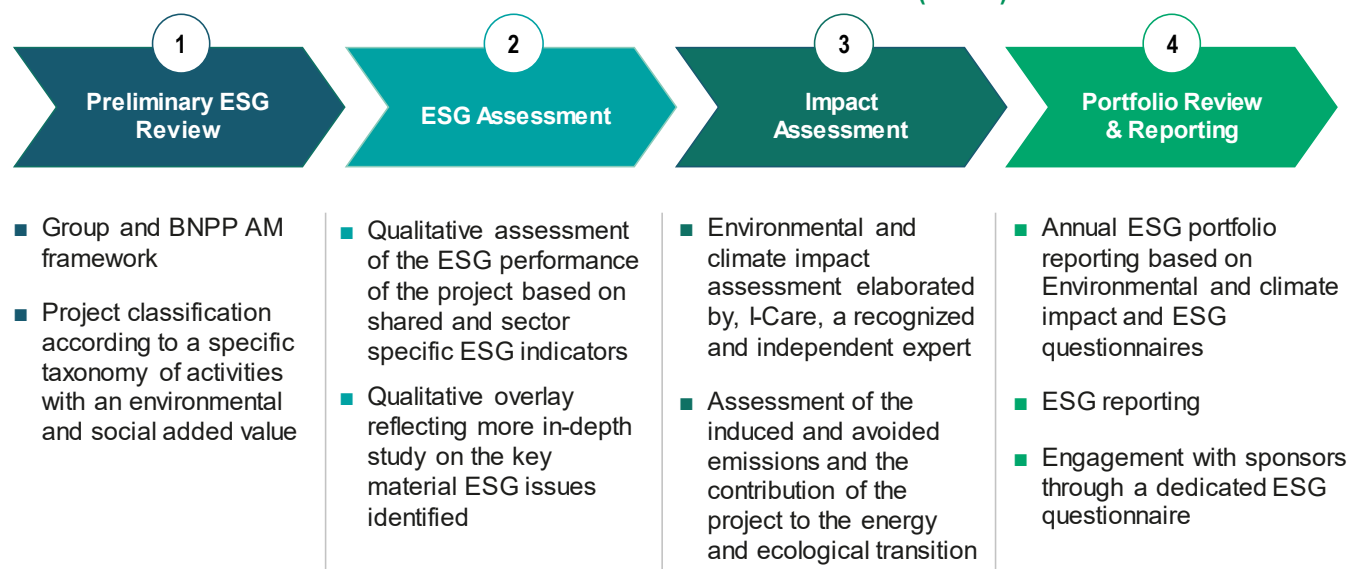 1
Preliminary ESG
Review
■ Group and BNPP AM
framework
■ Project classification
according to a specific
taxonomy of activities
with an environmental
and social added value
2
ESG Assessment
■ Qualitative assessment
of the ESG performance
of the project based on
shared and sector
specific ESG indicators
■ Qualitative overlay
reflecting more in-depth
study on the key
material ESG issues
identified
3
Impact
Assessment
■ Environmental and
climate impact
assessment elaborated
by, I-Care, a recognized
and independent expert
■ Assessment of the
induced and avoided
emissions and the
contribution of the
project to the energy
and ecological transition
4
Portfolio Review
& Reporting
■ Annual ESG portfolio
reporting based on
Environmental and climate
impact and ESG
questionnaires
■ ESG reporting
■ Engagement with sponsors
through a dedicated ESG
questionnaire